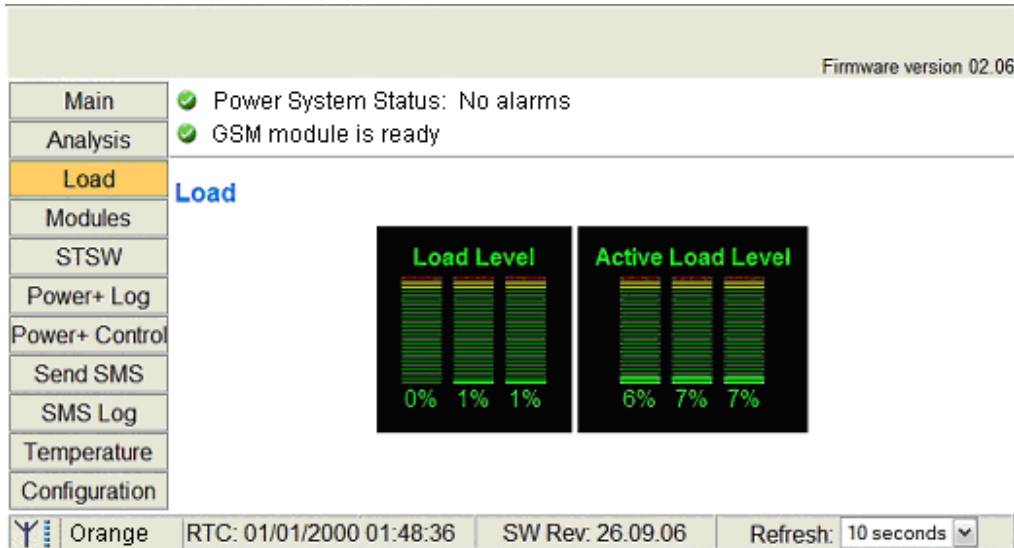 Firmware version 02.06
Main
Analysis
Load
Modules
STSW
Power+ Log
Power+ Control
Send SMS
SMS Log
Temperature
Configuration
Power System Status: No alarms
GSM module is ready
Load
Load Level
0% 1% 1%
Active Load Level
6% 7% 7%
Orange
RTC: 01/01/2000 01:48:36
SW Rev: 26.09.06
Refresh: 10 seconds